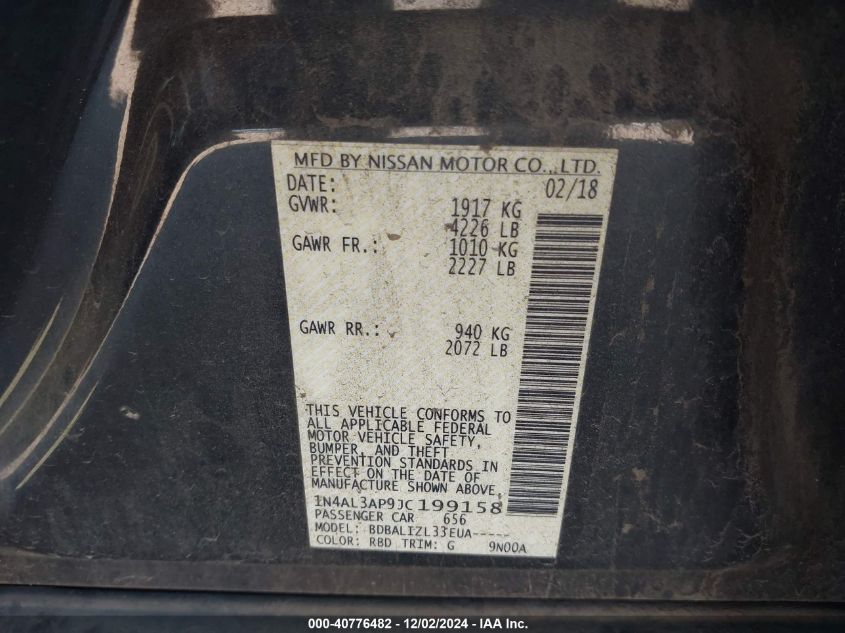 MFD BY NISSAN MOTOR CO.,LTD.
DATE: 02/18
GVWR: 1917 KG
4226 LB
GAWR FR.: 1010 KG
2227 LB
GAWR RR.: 940 KG
2072 LB
THIS VEHICLE CONFORMS TO
ALL APPLICABLE FEDERAL
MOTOR VEHICLE SAFETY,
BUMPER, AND THEFT
PREVENTION STANDARDS IN
EFFECT ON THE DATE OF
MANUFACTURE SHOWN ABOVE.
1N4AL3AP9JC199158
PASSENGER CAR 656
MODEL: BDBALIZL33EUA-----
COLOR: RBD TRIM: G 9N00A
000-40776482 - 12/02/2024 - IAA Inc.